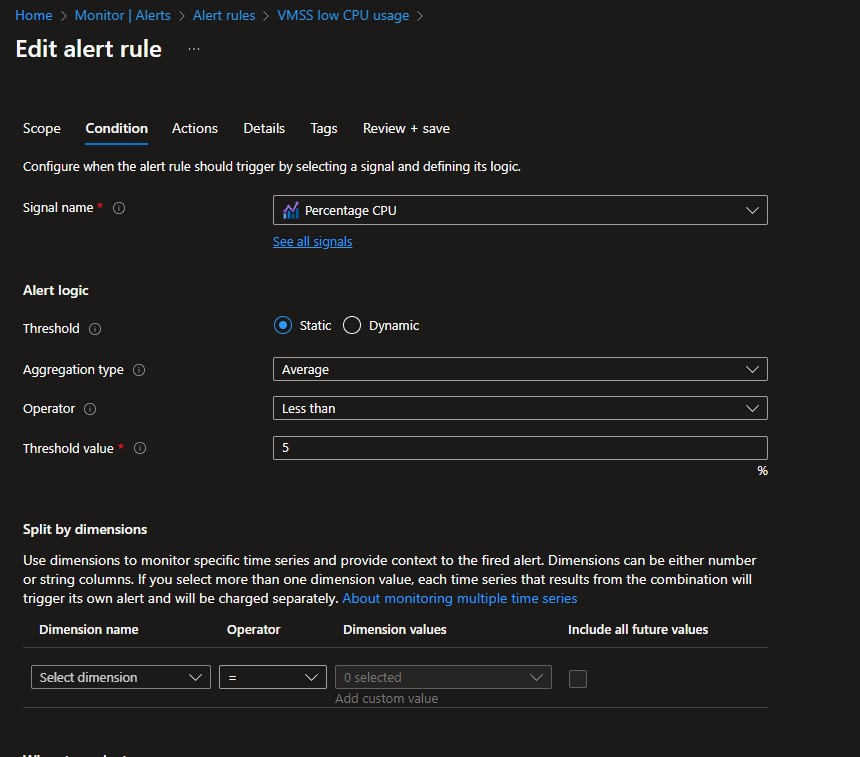 Home > Monitor | Alerts > Alert rules > VMSS low CPU usage >
Edit alert rule ...
Scope Condition Actions Details Tags Review + save
Configure when the alert rule should trigger by selecting a signal and defining its logic.
Signal name * Percentage CPU
See all signals
Alert logic
Threshold Static Dynamic
Aggregation type Average
Operator Less than
Threshold value * 5
%
Split by dimensions
Use dimensions to monitor specific time series and provide context to the fired alert. Dimensions can be either number
or string columns. If you select more than one dimension value, each time series that results from the combination will
trigger its own alert and will be charged separately. About monitoring multiple time series
Dimension name Operator Dimension values Include all future values
Select dimension = 0 selected
Add custom value